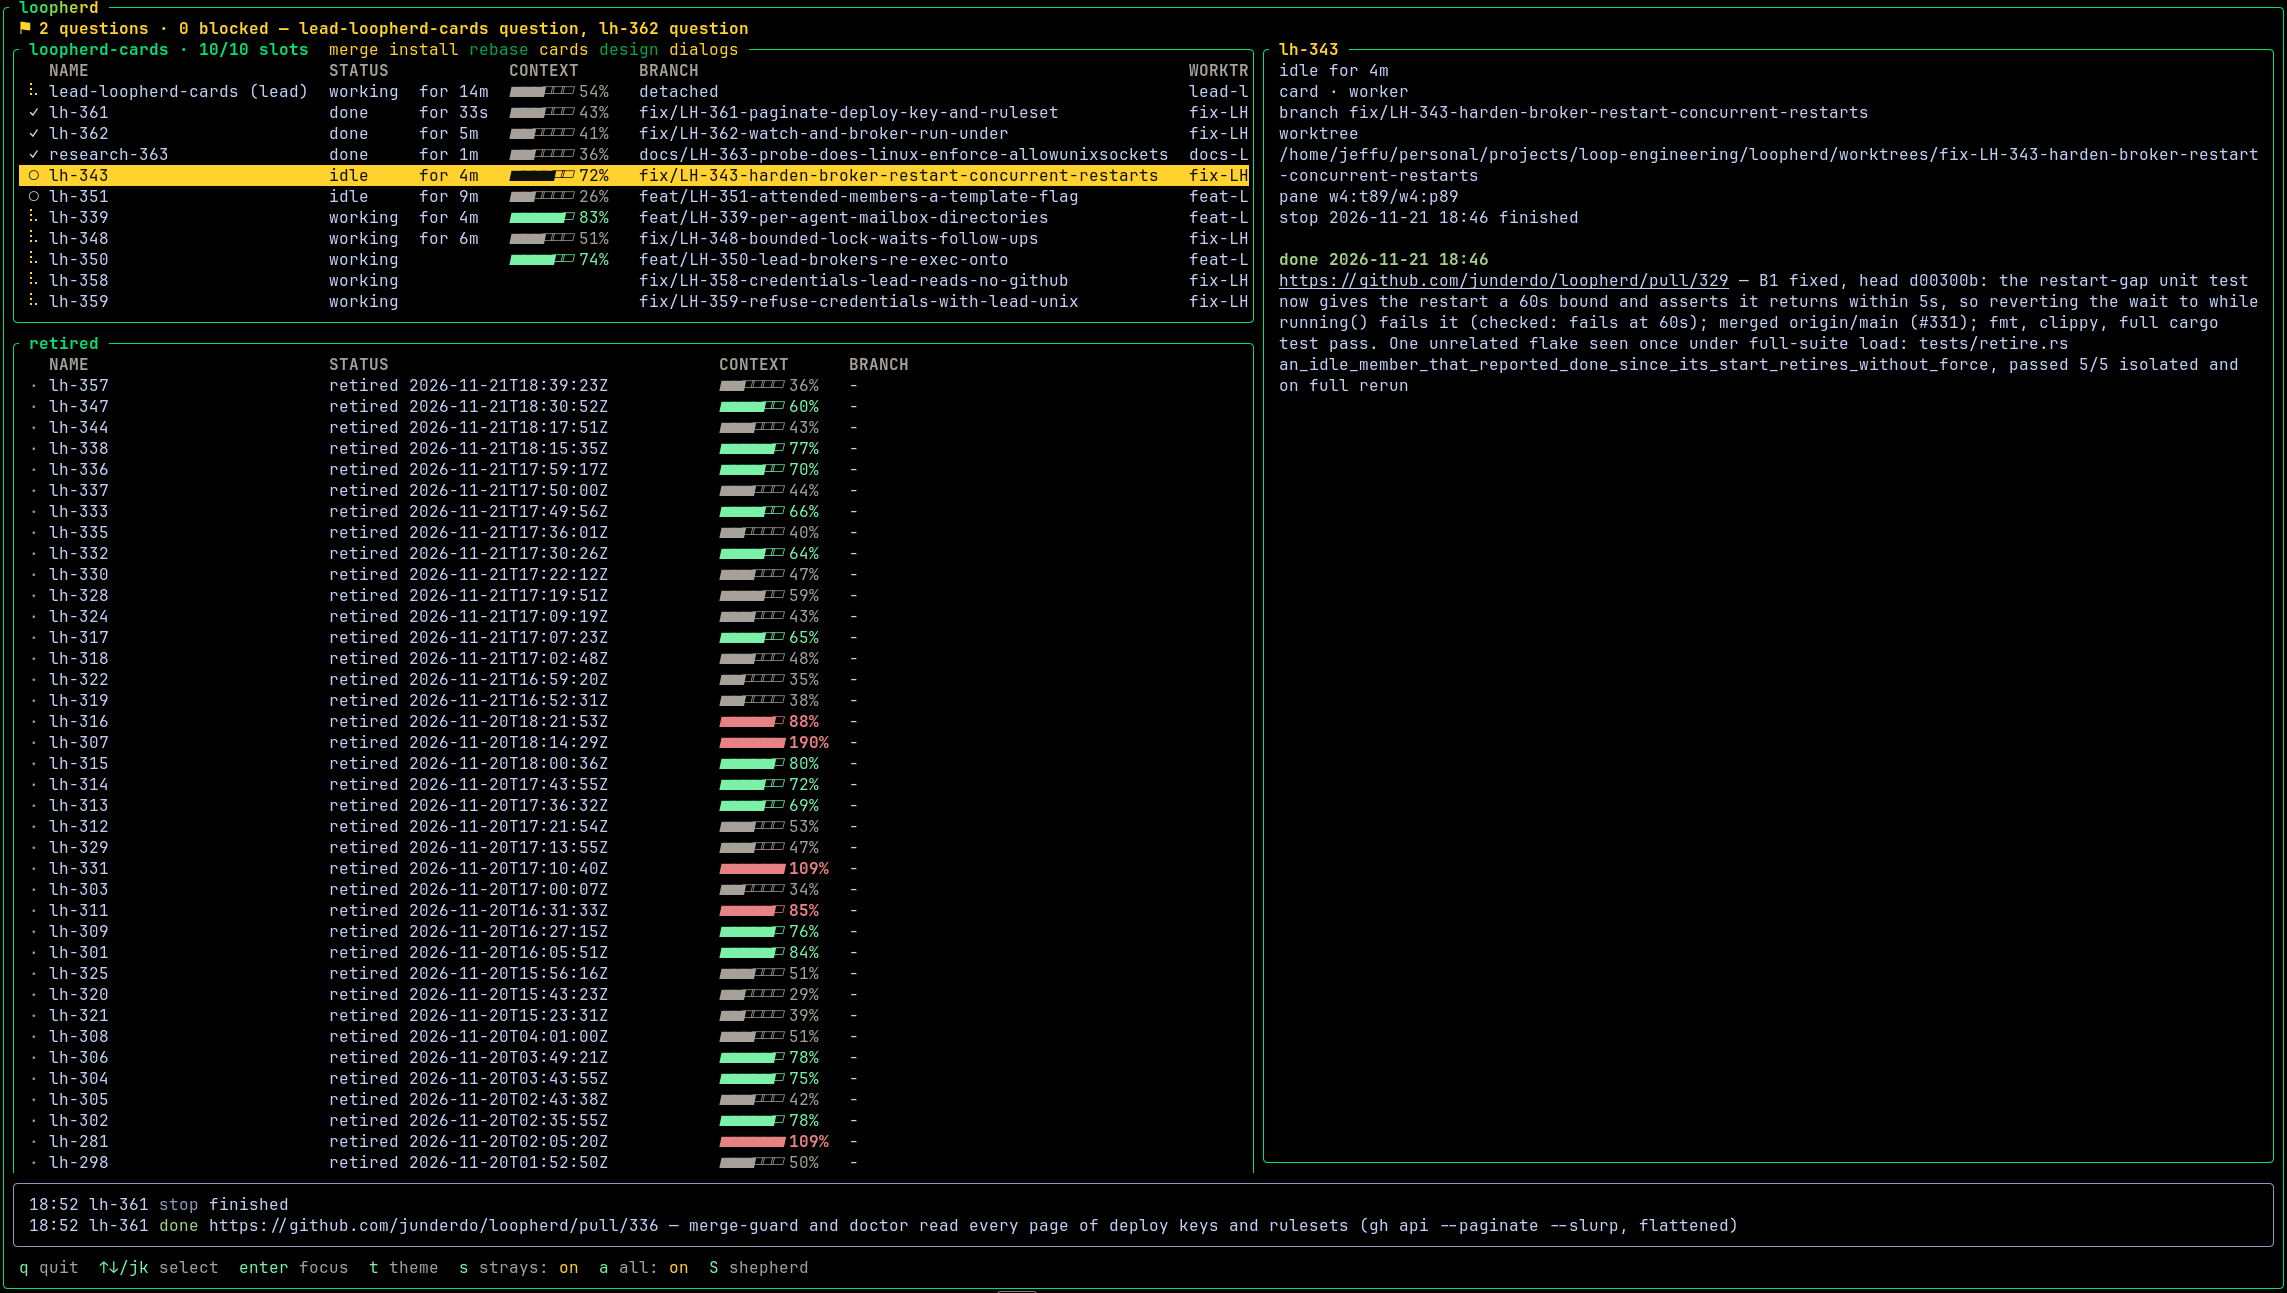 loopherd
⚑ 2 questions · 0 blocked — lead-loopherd-cards question, lh-362 question
loopherd-cards · 10/10 slots merge install rebase cards design dialogs
NAME STATUS CONTEXT BRANCH WORKTR
lead-loopherd-cards (lead) working for 14m 54% detached lead-l
✓ lh-361 done for 33s 43% fix/LH-361-paginate-deploy-key-and-ruleset fix-LH
✓ lh-362 done for 5m 41% fix/LH-362-watch-and-broker-run-under fix-LH
✓ research-363 done for 1m 36% docs/LH-363-probe-does-linux-enforce-allowunixsockets docs-L
○ lh-343 idle for 4m 72% fix/LH-343-harden-broker-restart-concurrent-restarts fix-LH
○ lh-351 idle for 9m 26% feat/LH-351-attended-members-a-template-flag feat-L
lh-339 working for 4m 83% feat/LH-339-per-agent-mailbox-directories feat-L
lh-348 working for 6m 51% fix/LH-348-bounded-lock-waits-follow-ups fix-LH
lh-350 working 74% feat/LH-350-lead-brokers-re-exec-onto feat-L
lh-358 working fix/LH-358-credentials-lead-reads-no-github fix-LH
lh-359 working fix/LH-359-refuse-credentials-with-lead-unix fix-LH
retired
NAME STATUS CONTEXT BRANCH
· lh-357 retired 2026-11-21T18:39:23Z 36% -
· lh-347 retired 2026-11-21T18:30:52Z 60% -
· lh-344 retired 2026-11-21T18:17:51Z 43% -
· lh-338 retired 2026-11-21T18:15:35Z 77% -
· lh-336 retired 2026-11-21T17:59:17Z 70% -
· lh-337 retired 2026-11-21T17:50:00Z 44% -
· lh-333 retired 2026-11-21T17:49:56Z 66% -
· lh-335 retired 2026-11-21T17:36:01Z 40% -
· lh-332 retired 2026-11-21T17:30:26Z 64% -
· lh-330 retired 2026-11-21T17:22:12Z 47% -
· lh-328 retired 2026-11-21T17:19:51Z 59% -
· lh-324 retired 2026-11-21T17:09:19Z 43% -
· lh-317 retired 2026-11-21T17:07:23Z 65% -
· lh-318 retired 2026-11-21T17:02:48Z 48% -
· lh-322 retired 2026-11-21T16:59:20Z 35% -
· lh-319 retired 2026-11-21T16:52:31Z 38% -
· lh-316 retired 2026-11-20T18:21:53Z 88% -
· lh-307 retired 2026-11-20T18:14:29Z 190% -
· lh-315 retired 2026-11-20T18:00:36Z 80% -
· lh-314 retired 2026-11-20T17:43:55Z 72% -
· lh-313 retired 2026-11-20T17:36:32Z 69% -
· lh-312 retired 2026-11-20T17:21:54Z 53% -
· lh-329 retired 2026-11-20T17:13:55Z 47% -
· lh-331 retired 2026-11-20T17:10:40Z 109% -
· lh-303 retired 2026-11-20T17:00:07Z 34% -
· lh-311 retired 2026-11-20T16:31:33Z 85% -
· lh-309 retired 2026-11-20T16:27:15Z 76% -
· lh-301 retired 2026-11-20T16:05:51Z 84% -
· lh-325 retired 2026-11-20T15:56:16Z 51% -
· lh-320 retired 2026-11-20T15:43:23Z 29% -
· lh-321 retired 2026-11-20T15:23:31Z 39% -
· lh-308 retired 2026-11-20T04:01:00Z 51% -
· lh-306 retired 2026-11-20T03:49:21Z 78% -
· lh-304 retired 2026-11-20T03:43:55Z 75% -
· lh-305 retired 2026-11-20T02:43:38Z 42% -
· lh-302 retired 2026-11-20T02:35:55Z 78% -
· lh-281 retired 2026-11-20T02:05:20Z 109% -
· lh-298 retired 2026-11-20T01:52:50Z 50% -
lh-343
idle for 4m
card · worker
branch fix/LH-343-harden-broker-restart-concurrent-restarts
worktree
/home/jeffu/personal/projects/loop-engineering/loopherd/worktrees/fix-LH-343-harden-broker-restart
-concurrent-restarts
pane w4:t89/w4:p89
stop 2026-11-21 18:46 finished
done 2026-11-21 18:46
https://github.com/junderdo/loopherd/pull/329 — B1 fixed, head d00300b: the restart-gap unit test
now gives the restart a 60s bound and asserts it returns within 5s, so reverting the wait to while
running() fails it (checked: fails at 60s); merged origin/main (#331); fmt, clippy, full cargo
test pass. One unrelated flake seen once under full-suite load: tests/retire.rs
an_idle_member_that_reported_done_since_its_start_retires_without_force, passed 5/5 isolated and
on full rerun
18:52 lh-361 stop finished
18:52 lh-361 done https://github.com/junderdo/loopherd/pull/336 — merge-guard and doctor read every page of deploy keys and rulesets (gh api --paginate --slurp, flattened)
q quit ↑↓/jk select enter focus t theme s strays: on a all: on S shepherd